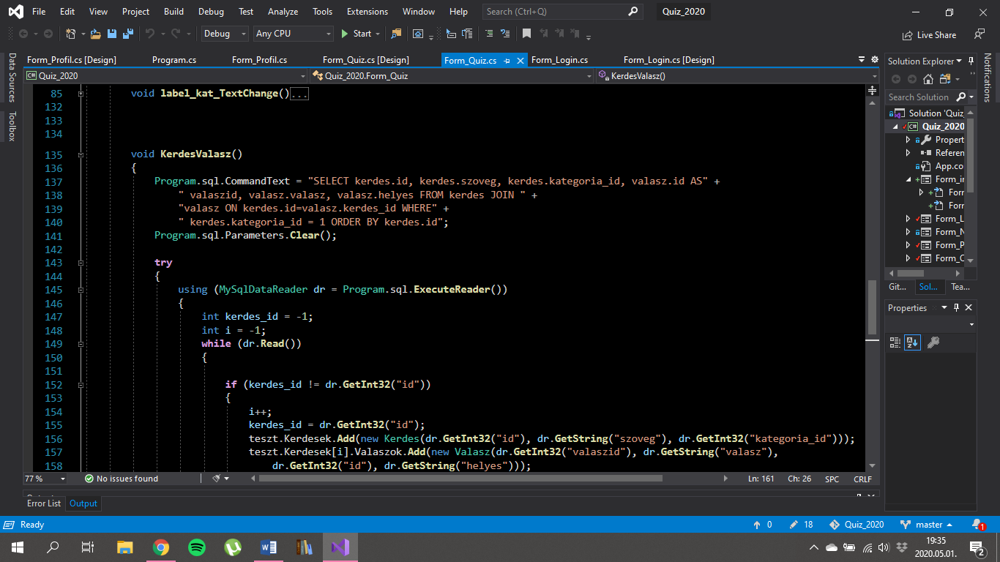 File Edit View Project Build Debug Test Analyze Tools Extensions Window Help Search (Ctrl+Q) Quiz_2020
Debug Any CPU Start Live Share
Form_Profil.cs [Design] Program.cs Form_Profil.cs Form_Quiz.cs [Design] Form_Quiz.cs Form_Login.cs Form_Login.cs [Design]
C# Quiz_2020 Quiz_2020.Form_Quiz KerdesValasz()
85 void label_kat_TextChange()...
132
133
134
135 void KerdesValasz()
136 {
137 Program.sql.CommandText = "SELECT kerdes.id, kerdes.szoveg, kerdes.kategoria_id, valasz.id AS" +
138 " valaszid, valasz.valasz, valasz.helyes FROM kerdes JOIN " +
139 "valasz ON kerdes.id=valasz.kerdes_id WHERE" +
140 " kerdes.kategoria_id = 1 ORDER BY kerdes.id";
141 Program.sql.Parameters.Clear();
142
143 try
144 {
145 using (MySqlDataReader dr = Program.sql.ExecuteReader())
146 {
147 int kerdes_id = -1;
148 int i = -1;
149 while (dr.Read())
150 {
151
152 if (kerdes_id != dr.GetInt32("id"))
153 {
154 i++;
155 kerdes_id = dr.GetInt32("id");
156 teszt.Kerdesek.Add(new Kerdes(dr.GetInt32("id"), dr.GetString("szoveg"), dr.GetInt32("kategoria_id")));
157 teszt.Kerdesek[i].Valaszok.Add(new Valasz(dr.GetInt32("valaszid"), dr.GetString("valasz"),
158 dr.GetInt32("id"), dr.GetString("helyes")));
77 % No issues found Ln: 161 Ch: 26 SPC CRLF
Error List Output
Data Sources
Toolbox
Solution Explorer
Search Solution
Solution 'Quiz_
C# Quiz_2020
Propert
Referen
App.co
Form_in
Form
Form
Form_L
Form_N
Form_P
Form_C
Git... Sol... Tea...
Properties
Notifications
Ready 0 18 Quiz_2020 master 1
19:35
2020.05.01.
2